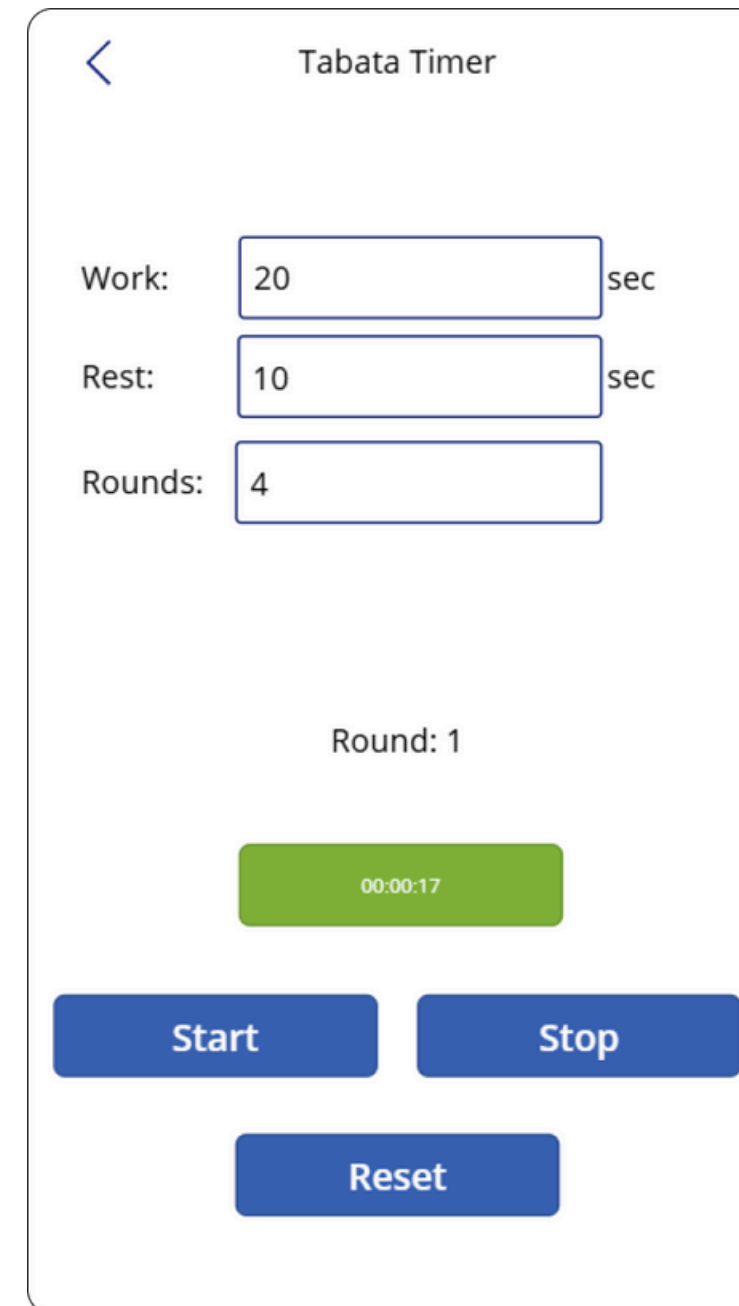 Tabata Timer
Work: 20 sec
Rest: 10 sec
Rounds: 4
Round: 1
00:00:17
Start Stop
Reset